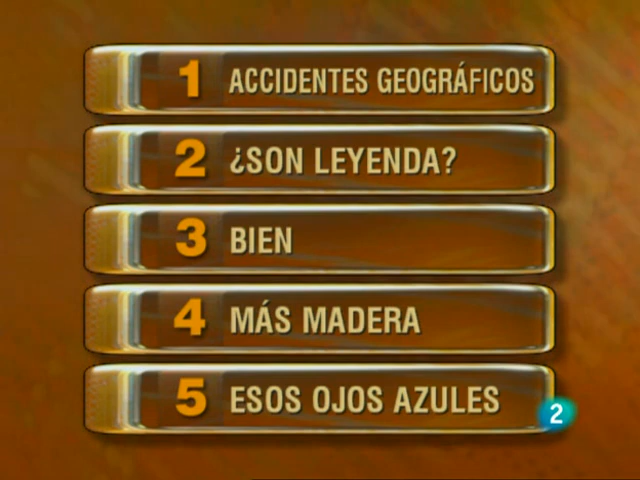 1 ACCIDENTES GEOGRÁFICOS
2 ¿SON LEYENDA?
3 BIEN
4 MÁS MADERA
5 ESOS OJOS AZULES
2